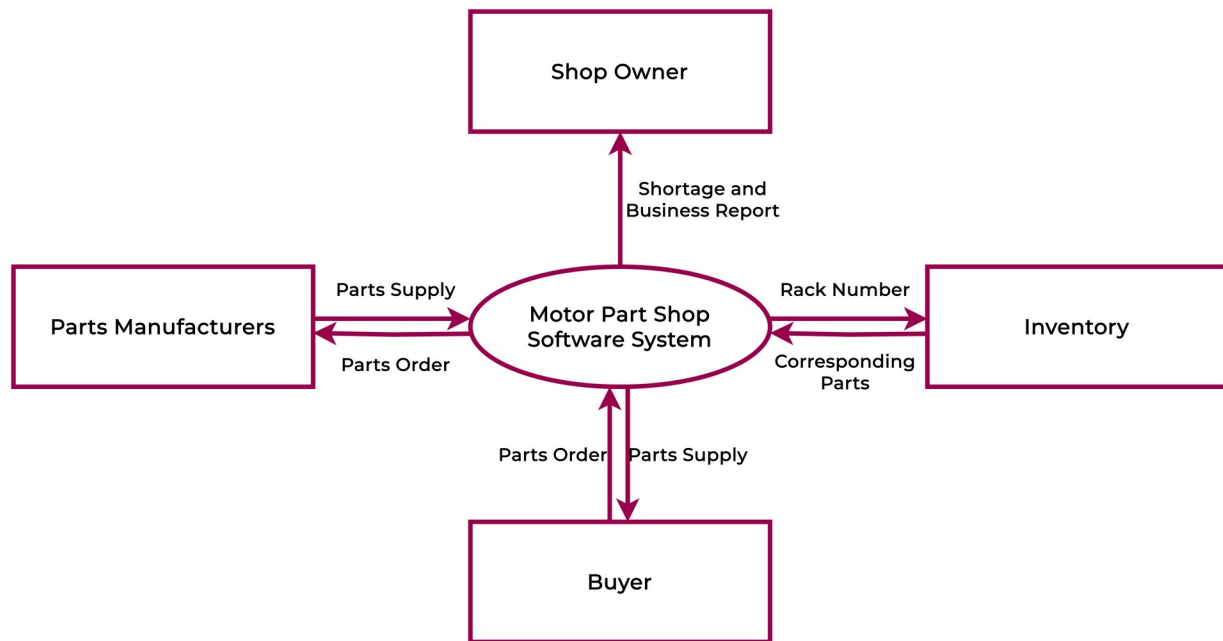 Shop Owner
Shortage and
Business Report
Parts Manufacturers
Parts Supply
Parts Order
Motor Part Shop
Software System
Rack Number
Corresponding
Parts
Inventory
Parts Order
Parts Supply
Buyer